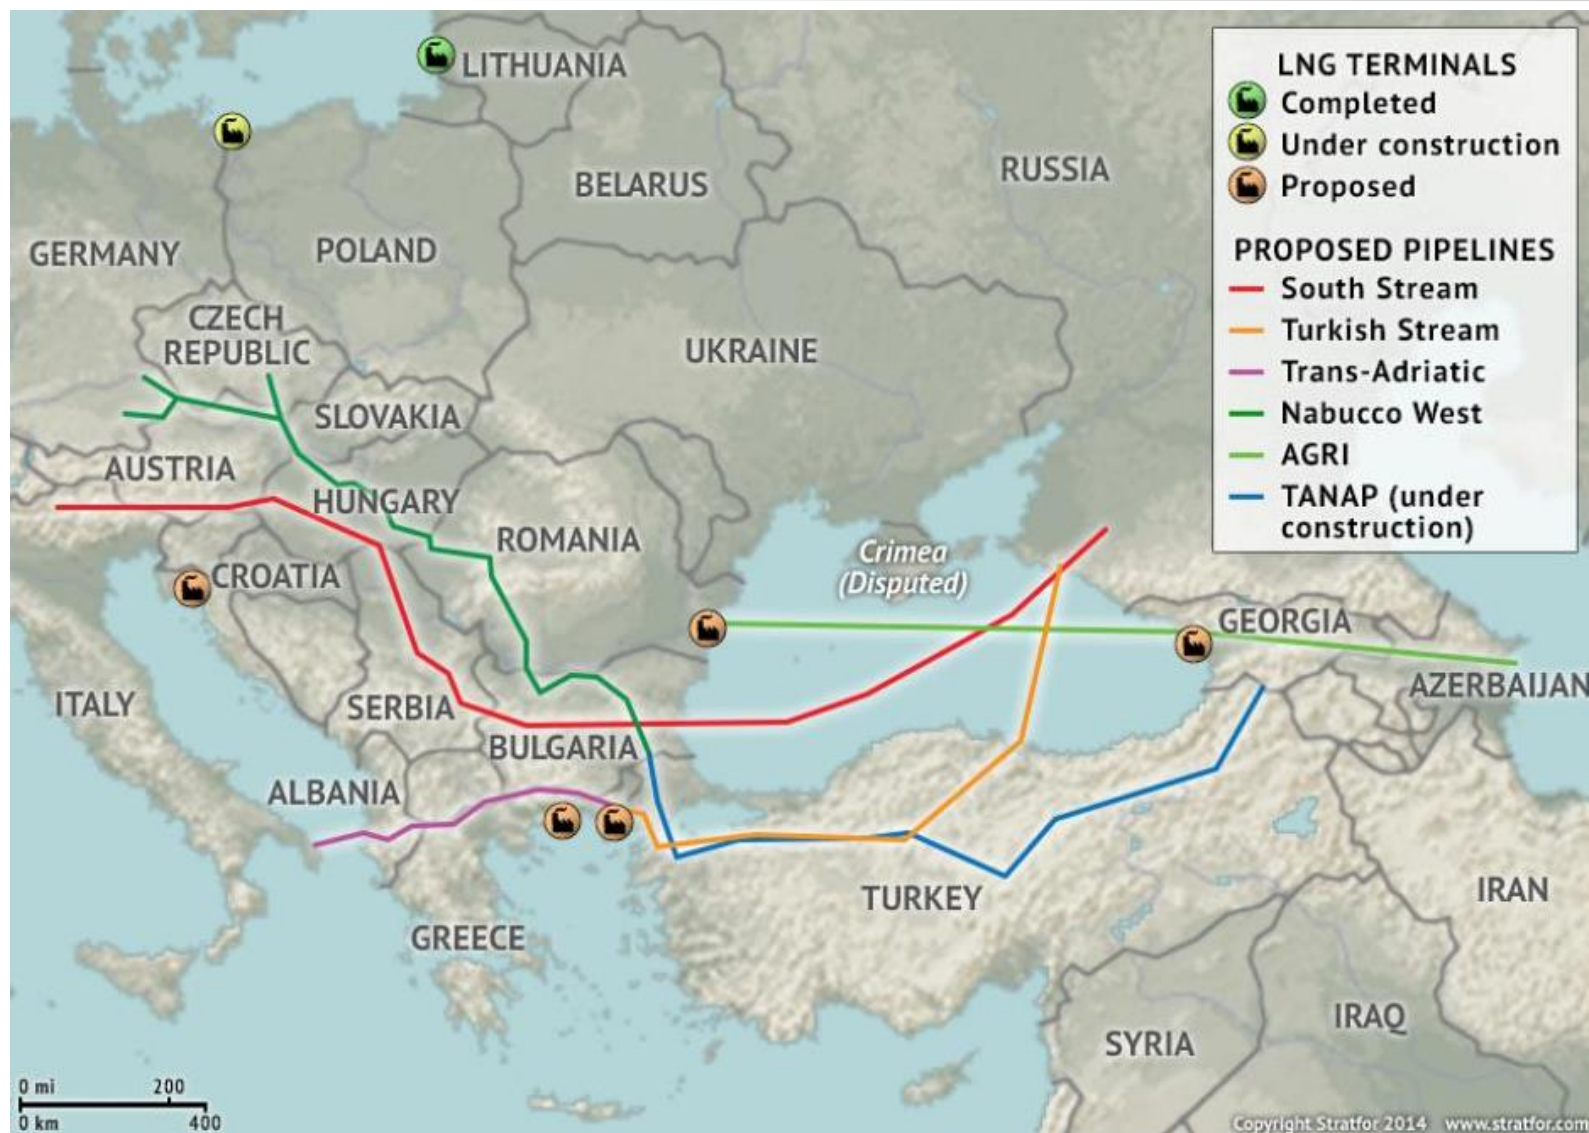 LITHUANIA
LNG TERMINALS
Completed
Under construction
Proposed
PROPOSED PIPELINES
South Stream
Turkish Stream
Trans-Adriatic
Nabucco West
AGRI
TANAP (under
construction)
RUSSIA
BELARUS
GERMANY
POLAND
CZECH
REPUBLIC
UKRAINE
SLOVAKIA
AUSTRIA
HUNGARY
ROMANIA
Crimea
(Disputed)
CROATIA
GEORGIA
AZERBAIJAN
ITALY
SERBIA
BULGARIA
ALBANIA
TURKEY
IRAN
GREECE
IRAQ
SYRIA
0 mi 200
0 km 400
Copyright Stratfor 2014 www.stratfor.com